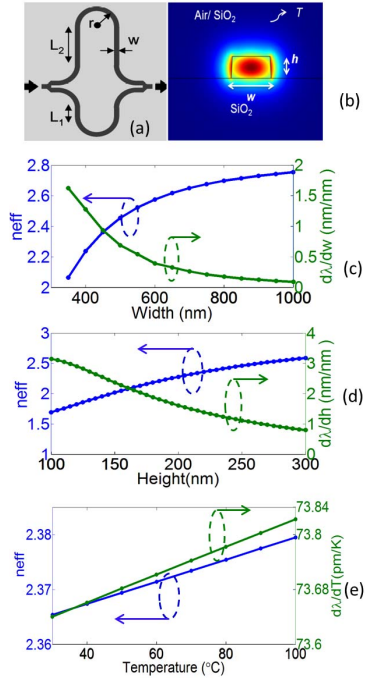 r
L₂
w
L₁
(a)
Air/ SiO₂
T
h
w
SiO₂
(b)
2.8
2.6
2.4
2.2
2
neff
2
1.5
1
0.5
0
dλ/dw (nm/nm)
400
600
800
1000
Width (nm)
(c)
3
2.5
2
1.5
1
neff
4
3
2
1
0
dλ/dh (nm/nm)
100
150
200
250
300
Height(nm)
(d)
2.38
2.37
2.36
neff
73.84
73.8
73.68
73.6
dλ/dT(pm/K)
40
60
80
100
Temperature (°C)
(e)